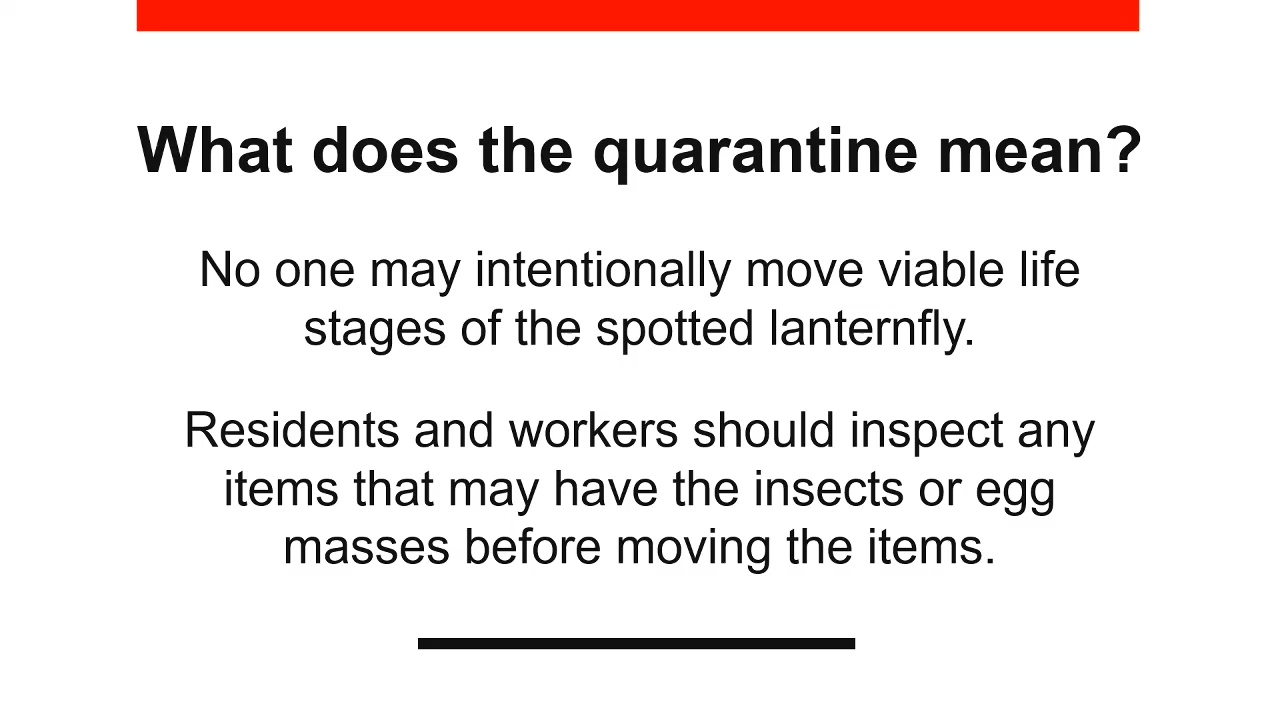 What does the quarantine mean?
No one may intentionally move viable life
stages of the spotted lanternfly.
Residents and workers should inspect any
items that may have the insects or egg
masses before moving the items.